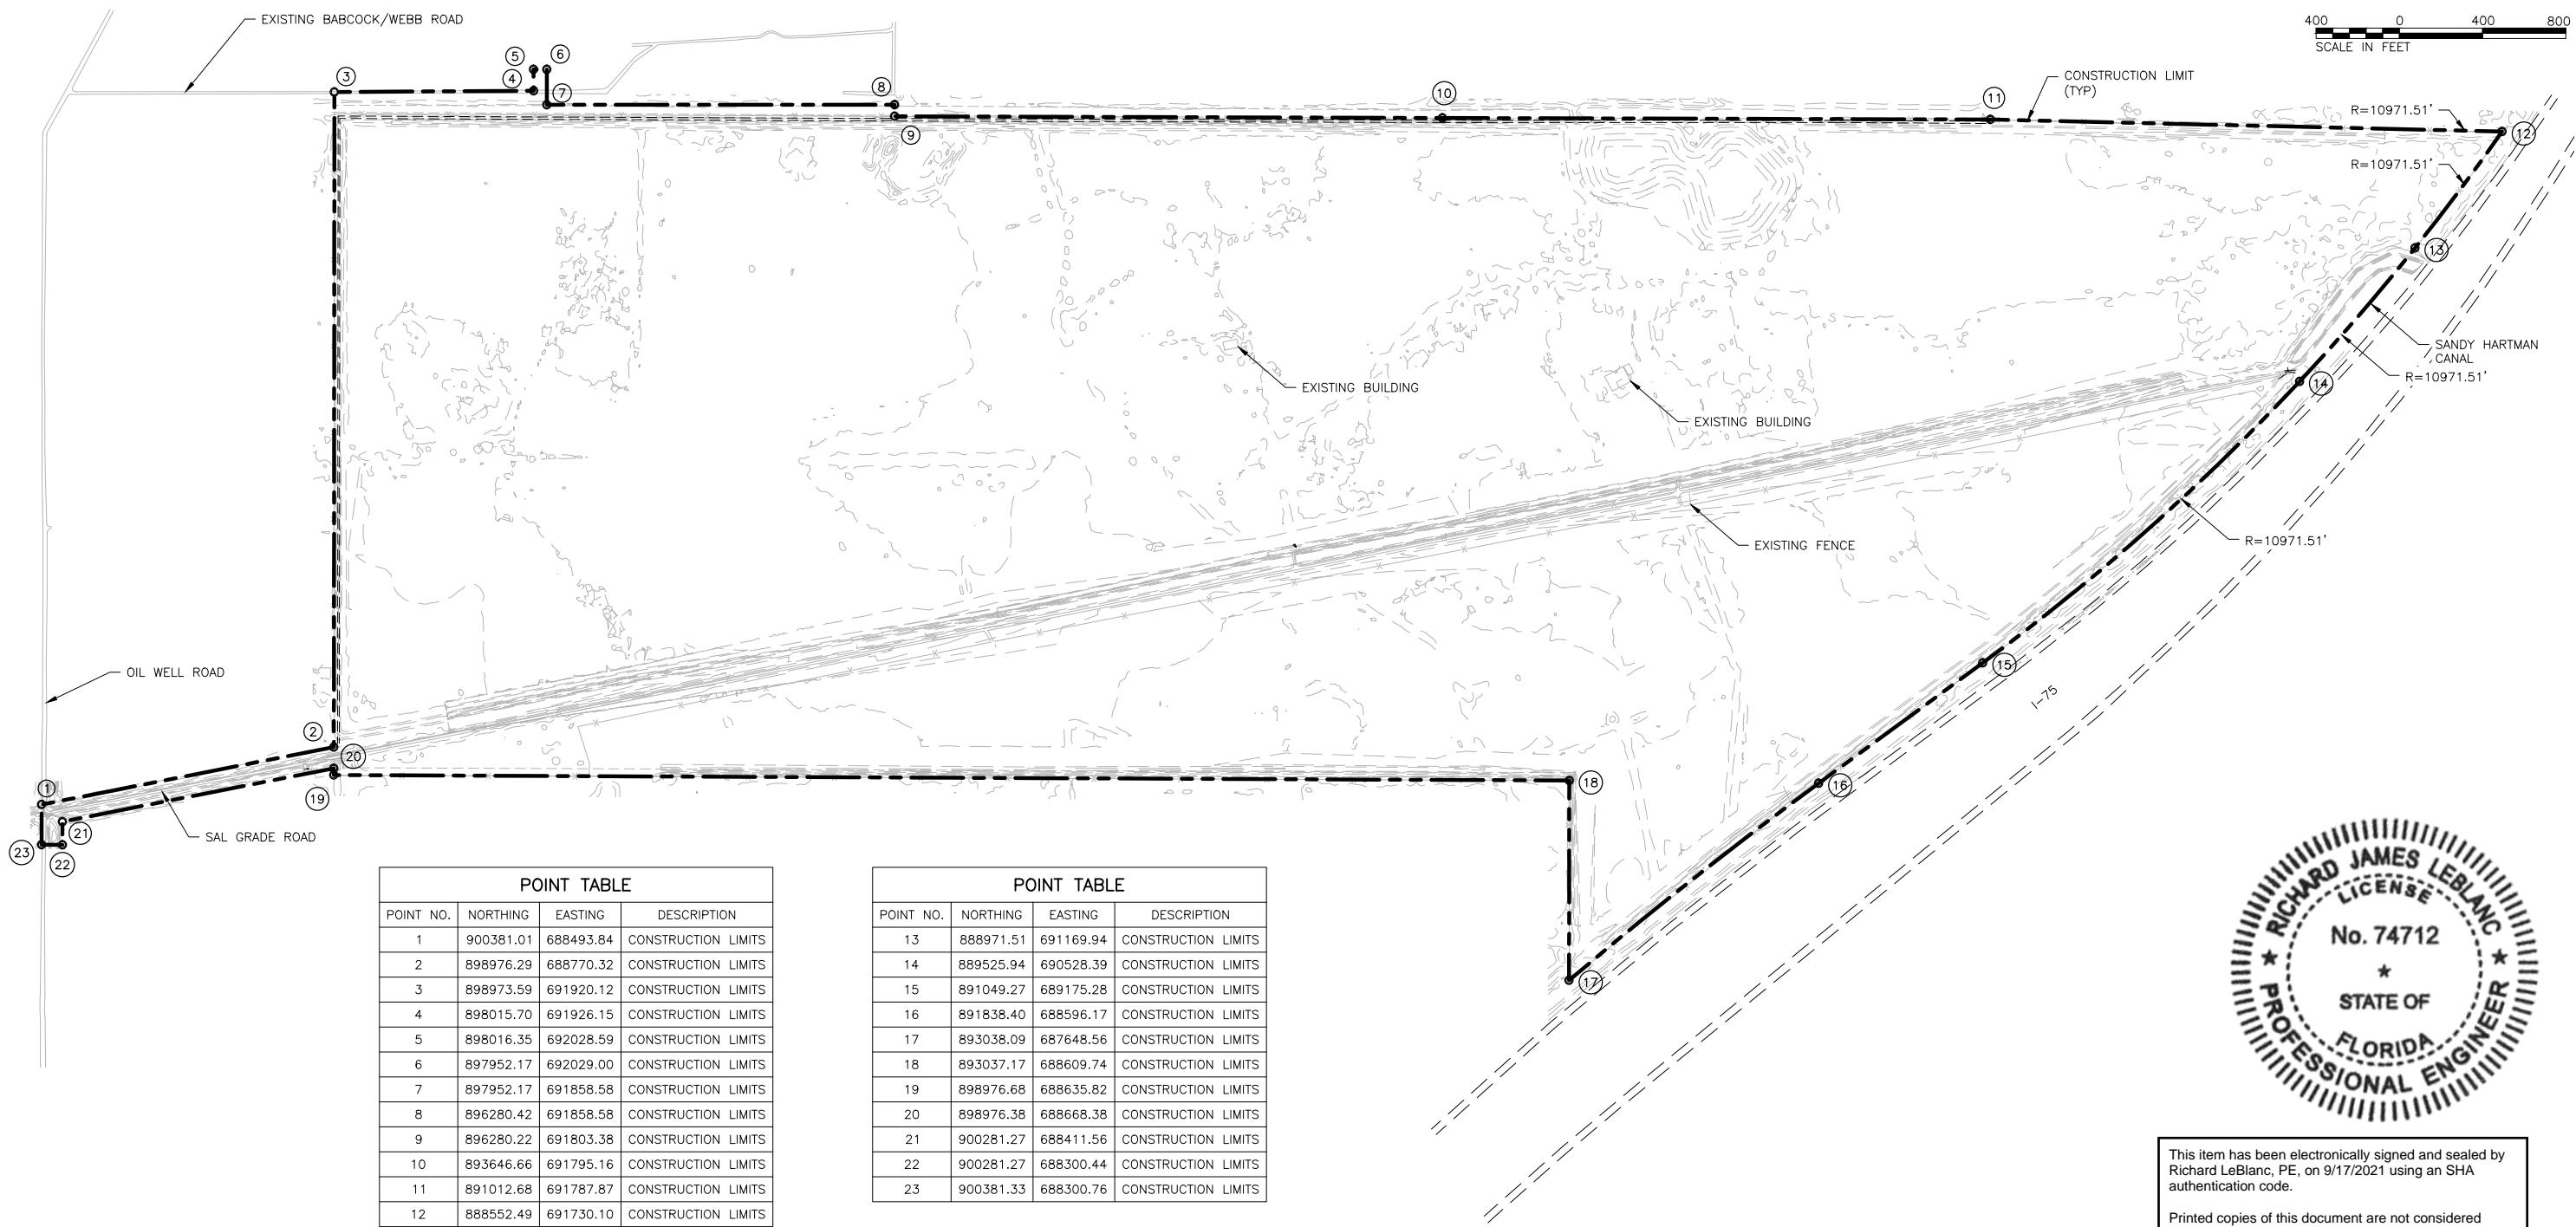 EXISTING BABCOCK/WEBB ROAD
400 0 400 800
SCALE IN FEET
3
5
6
4
7
8
9
10
11
CONSTRUCTION LIMIT
(TYP)
R=10971.51'
12
R=10971.51'
13
SANDY HARTMAN
CANAL
R=10971.51'
14
EXISTING BUILDING
EXISTING BUILDING
EXISTING FENCE
R=10971.51'
OIL WELL ROAD
15
I-75
2
20
1
19
18
16
21
SAL GRADE ROAD
23
22
17
POINT TABLE
POINT NO. NORTHING EASTING DESCRIPTION
1 900381.01 688493.84 CONSTRUCTION LIMITS
2 898976.29 688770.32 CONSTRUCTION LIMITS
3 898973.59 691920.12 CONSTRUCTION LIMITS
4 898015.70 691926.15 CONSTRUCTION LIMITS
5 898016.35 692028.59 CONSTRUCTION LIMITS
6 897952.17 692029.00 CONSTRUCTION LIMITS
7 897952.17 691858.58 CONSTRUCTION LIMITS
8 896280.42 691858.58 CONSTRUCTION LIMITS
9 896280.22 691803.38 CONSTRUCTION LIMITS
10 893646.66 691795.16 CONSTRUCTION LIMITS
11 891012.68 691787.87 CONSTRUCTION LIMITS
12 888552.49 691730.10 CONSTRUCTION LIMITS
POINT TABLE
POINT NO. NORTHING EASTING DESCRIPTION
13 888971.51 691169.94 CONSTRUCTION LIMITS
14 889525.94 690528.39 CONSTRUCTION LIMITS
15 891049.27 689175.28 CONSTRUCTION LIMITS
16 891838.40 688596.17 CONSTRUCTION LIMITS
17 893038.09 687648.56 CONSTRUCTION LIMITS
18 893037.17 688609.74 CONSTRUCTION LIMITS
19 898976.68 688635.82 CONSTRUCTION LIMITS
20 898976.38 688668.38 CONSTRUCTION LIMITS
21 900281.27 688411.56 CONSTRUCTION LIMITS
22 900281.27 688300.44 CONSTRUCTION LIMITS
23 900381.33 688300.76 CONSTRUCTION LIMITS
RICHARD JAMES LEBLANC
LICENSE
No. 74712
★
STATE OF
FLORIDA
★ PROFESSIONAL ENGINEER ★
This item has been electronically signed and sealed by
Richard LeBlanc, PE, on 9/17/2021 using an SHA
authentication code.
Printed copies of this document are not considered